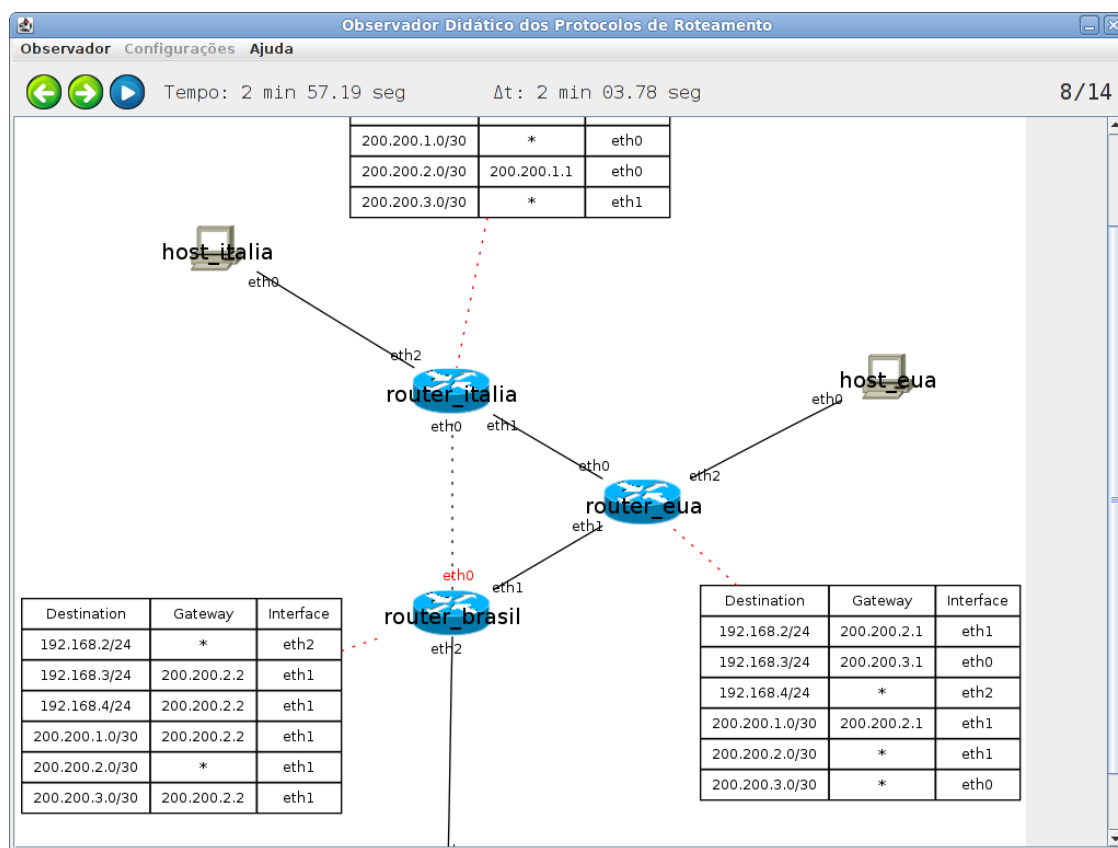 Observador Didático dos Protocolos de Roteamento
Observador Configurações Ajuda
Tempo: 2 min 57.19 seg Δt: 2 min 03.78 seg 8/14
200.200.1.0/30 * eth0
200.200.2.0/30 200.200.1.1 eth0
200.200.3.0/30 * eth1
host_italia
eth0
eth2
router_italia
eth0 eth1
host_eua
eth0
eth0
eth2
router_eua
eth1
eth0
eth1
router_brasil
eth2
Destination Gateway Interface
192.168.2/24 * eth2
192.168.3/24 200.200.2.2 eth1
192.168.4/24 200.200.2.2 eth1
200.200.1.0/30 200.200.2.2 eth1
200.200.2.0/30 * eth1
200.200.3.0/30 200.200.2.2 eth1
Destination Gateway Interface
192.168.2/24 200.200.2.1 eth1
192.168.3/24 200.200.3.1 eth0
192.168.4/24 * eth2
200.200.1.0/30 200.200.2.1 eth1
200.200.2.0/30 * eth1
200.200.3.0/30 * eth0